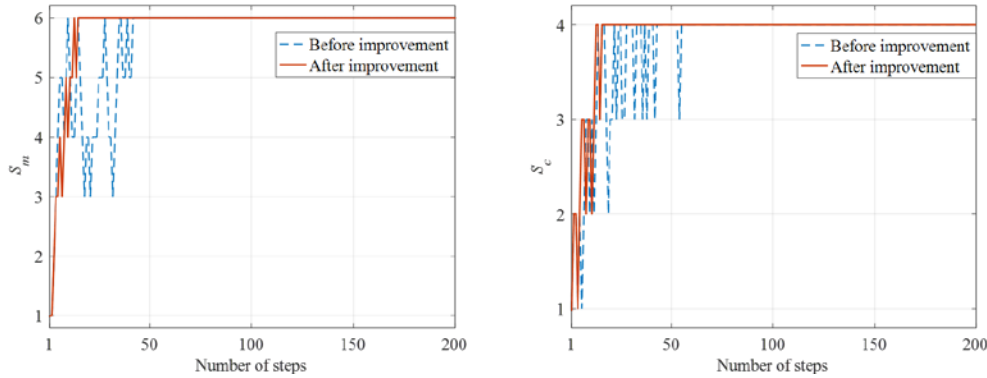 6
5
4
3
2
1
S_m
1
50
100
150
200
Number of steps
Before improvement
After improvement
4
3
2
1
S_c
1
50
100
150
200
Number of steps
Before improvement
After improvement